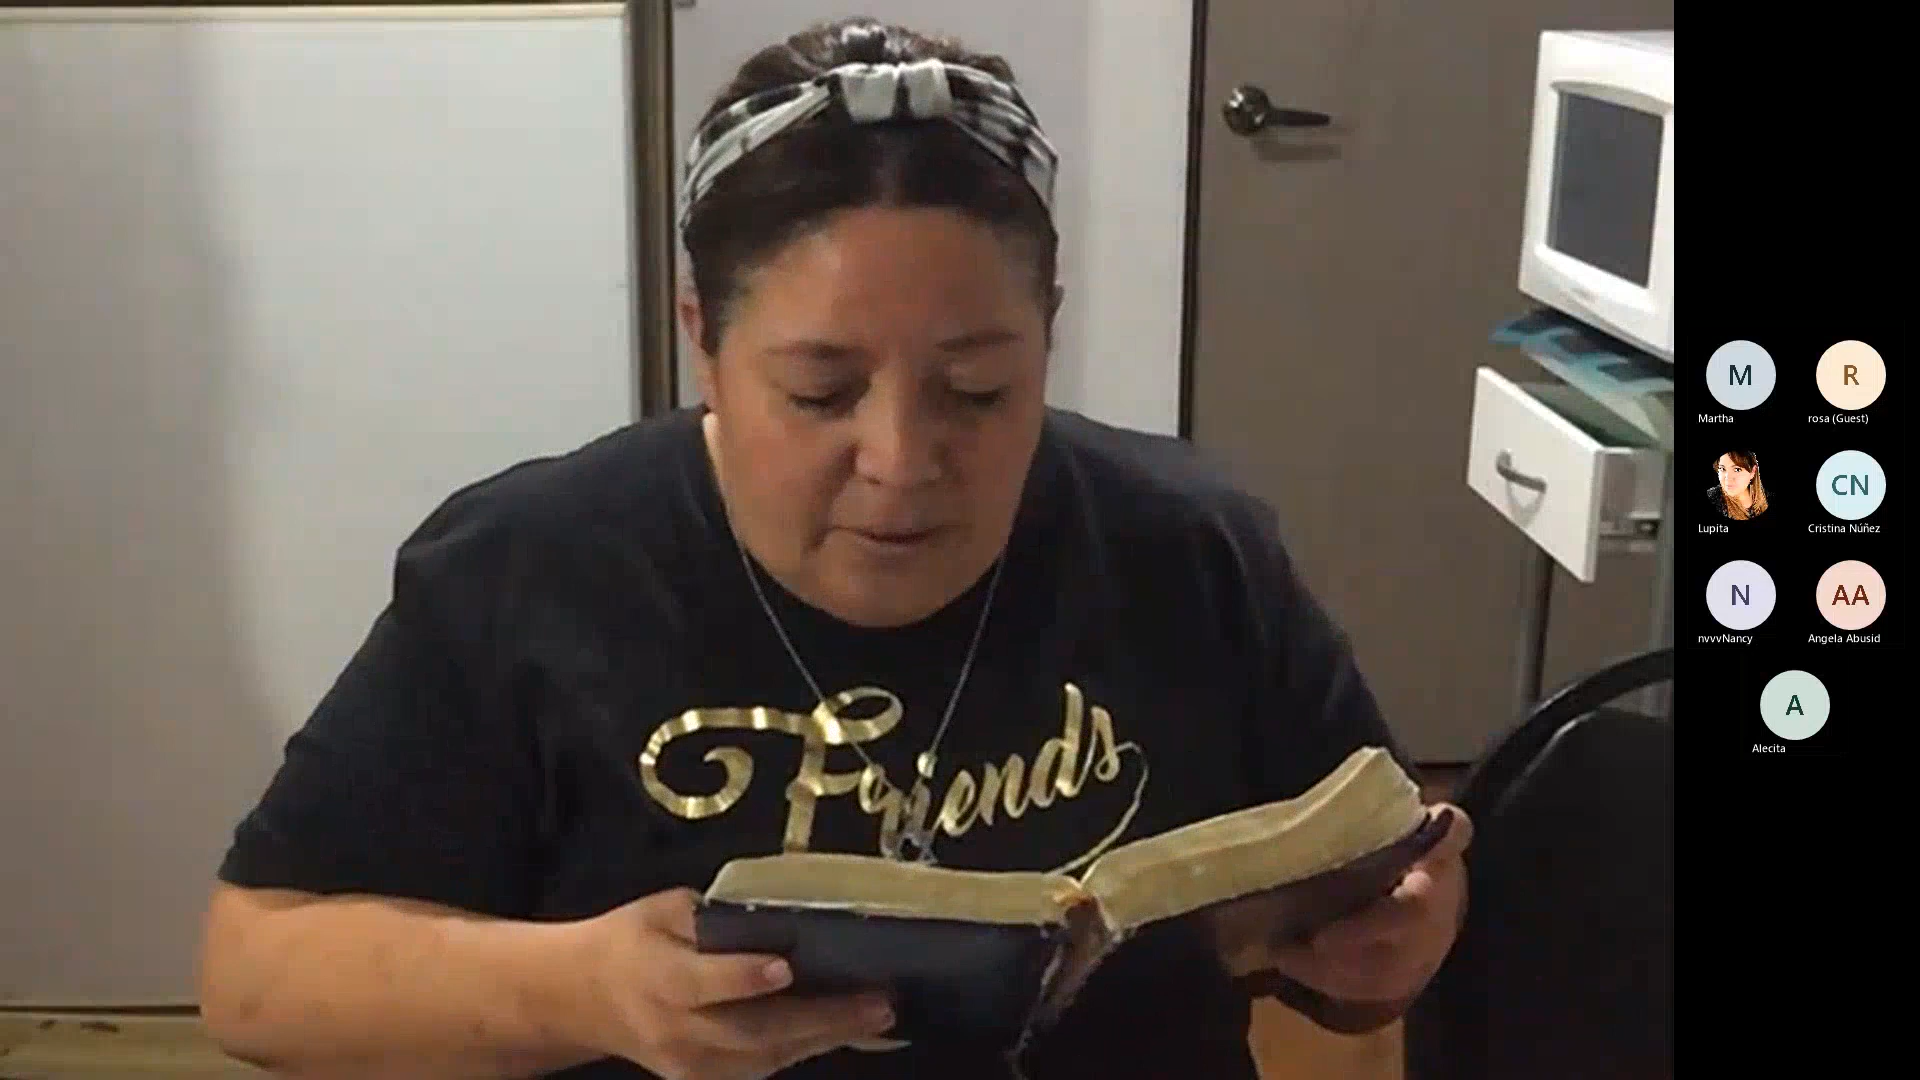 Friends
M
R
Martha
rosa (Guest)
CN
Lupita
Cristina Núñez
N
AA
nvvvNancy
Angela Abusid
A
Alecita